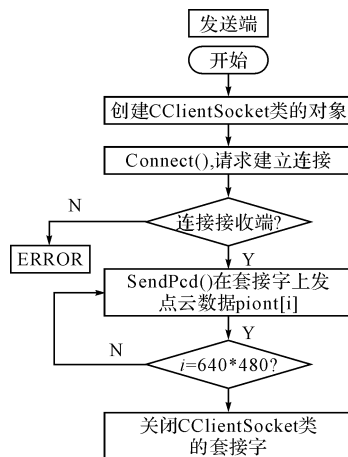 发送端
开始
创建CClientSocket类的对象
Connect(),请求建立连接
N
连接接收端?
ERROR
Y
SendPcd()在套接字上发
点云数据piont[i]
Y
N
i=640*480?
关闭CClientSocket类
的套接字